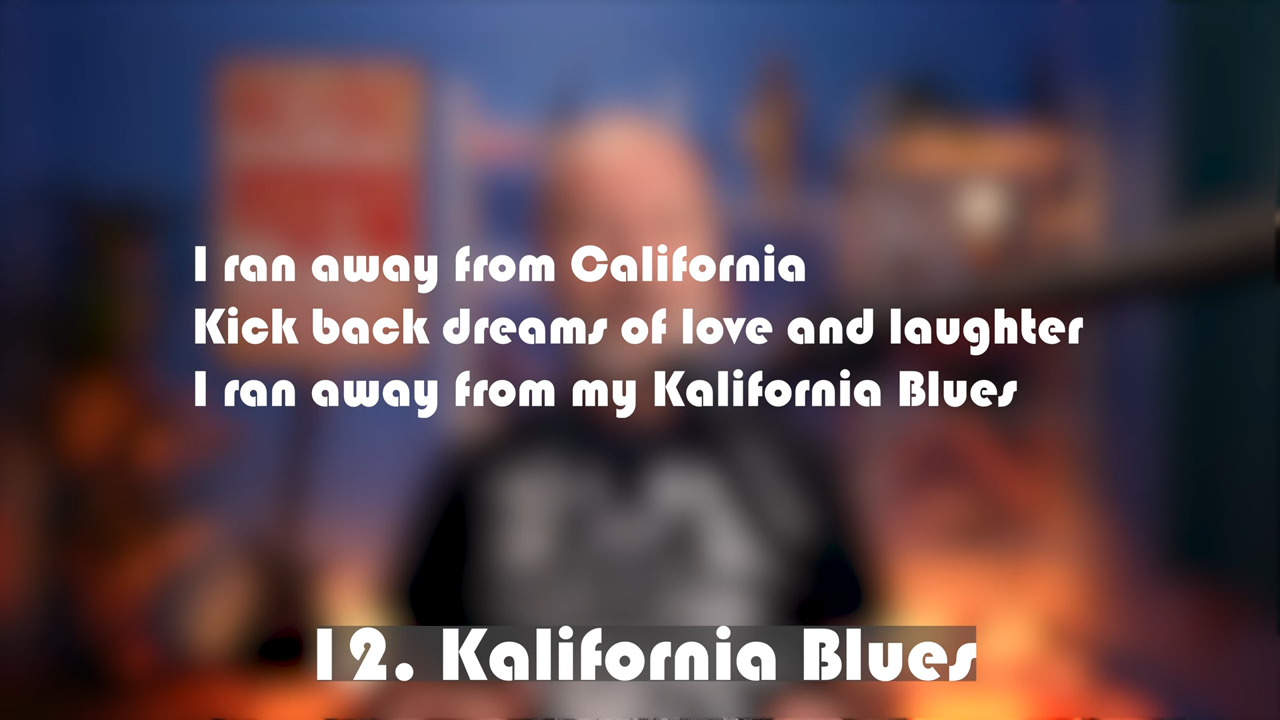 I ran away from California
Kick back dreams of love and laughter
I ran away from my Kalifornia Blues
12. Kalifornia Blues